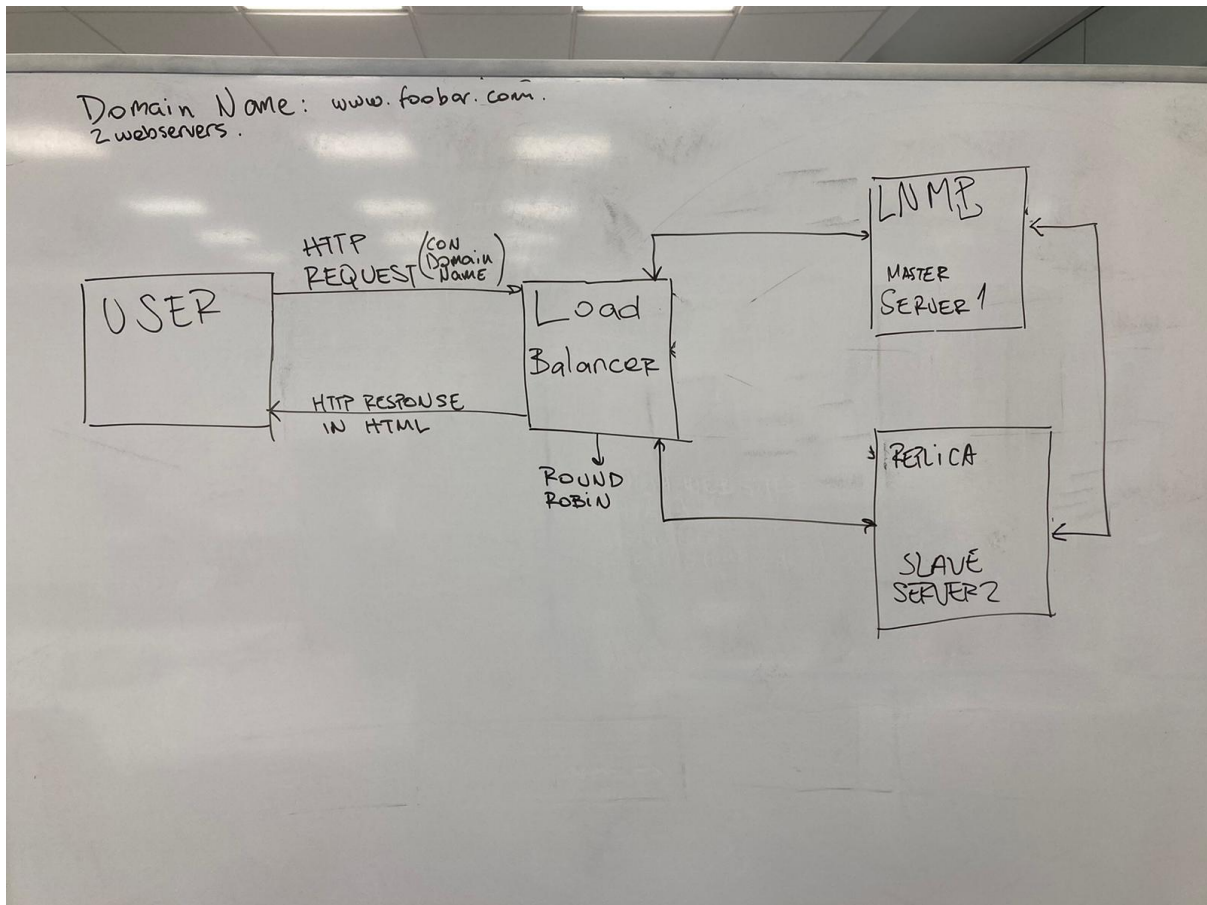 Domain Name: www.foobar.com.
2 webservers.
USER
HTTP
REQUEST
(CON
Domain
Name)
HTTP RESPONSE
IN HTML
Load
Balancer
ROUND
ROBIN
LNMP
MASTER
SERVER 1
REPLICA
SLAVE
SERVER 2